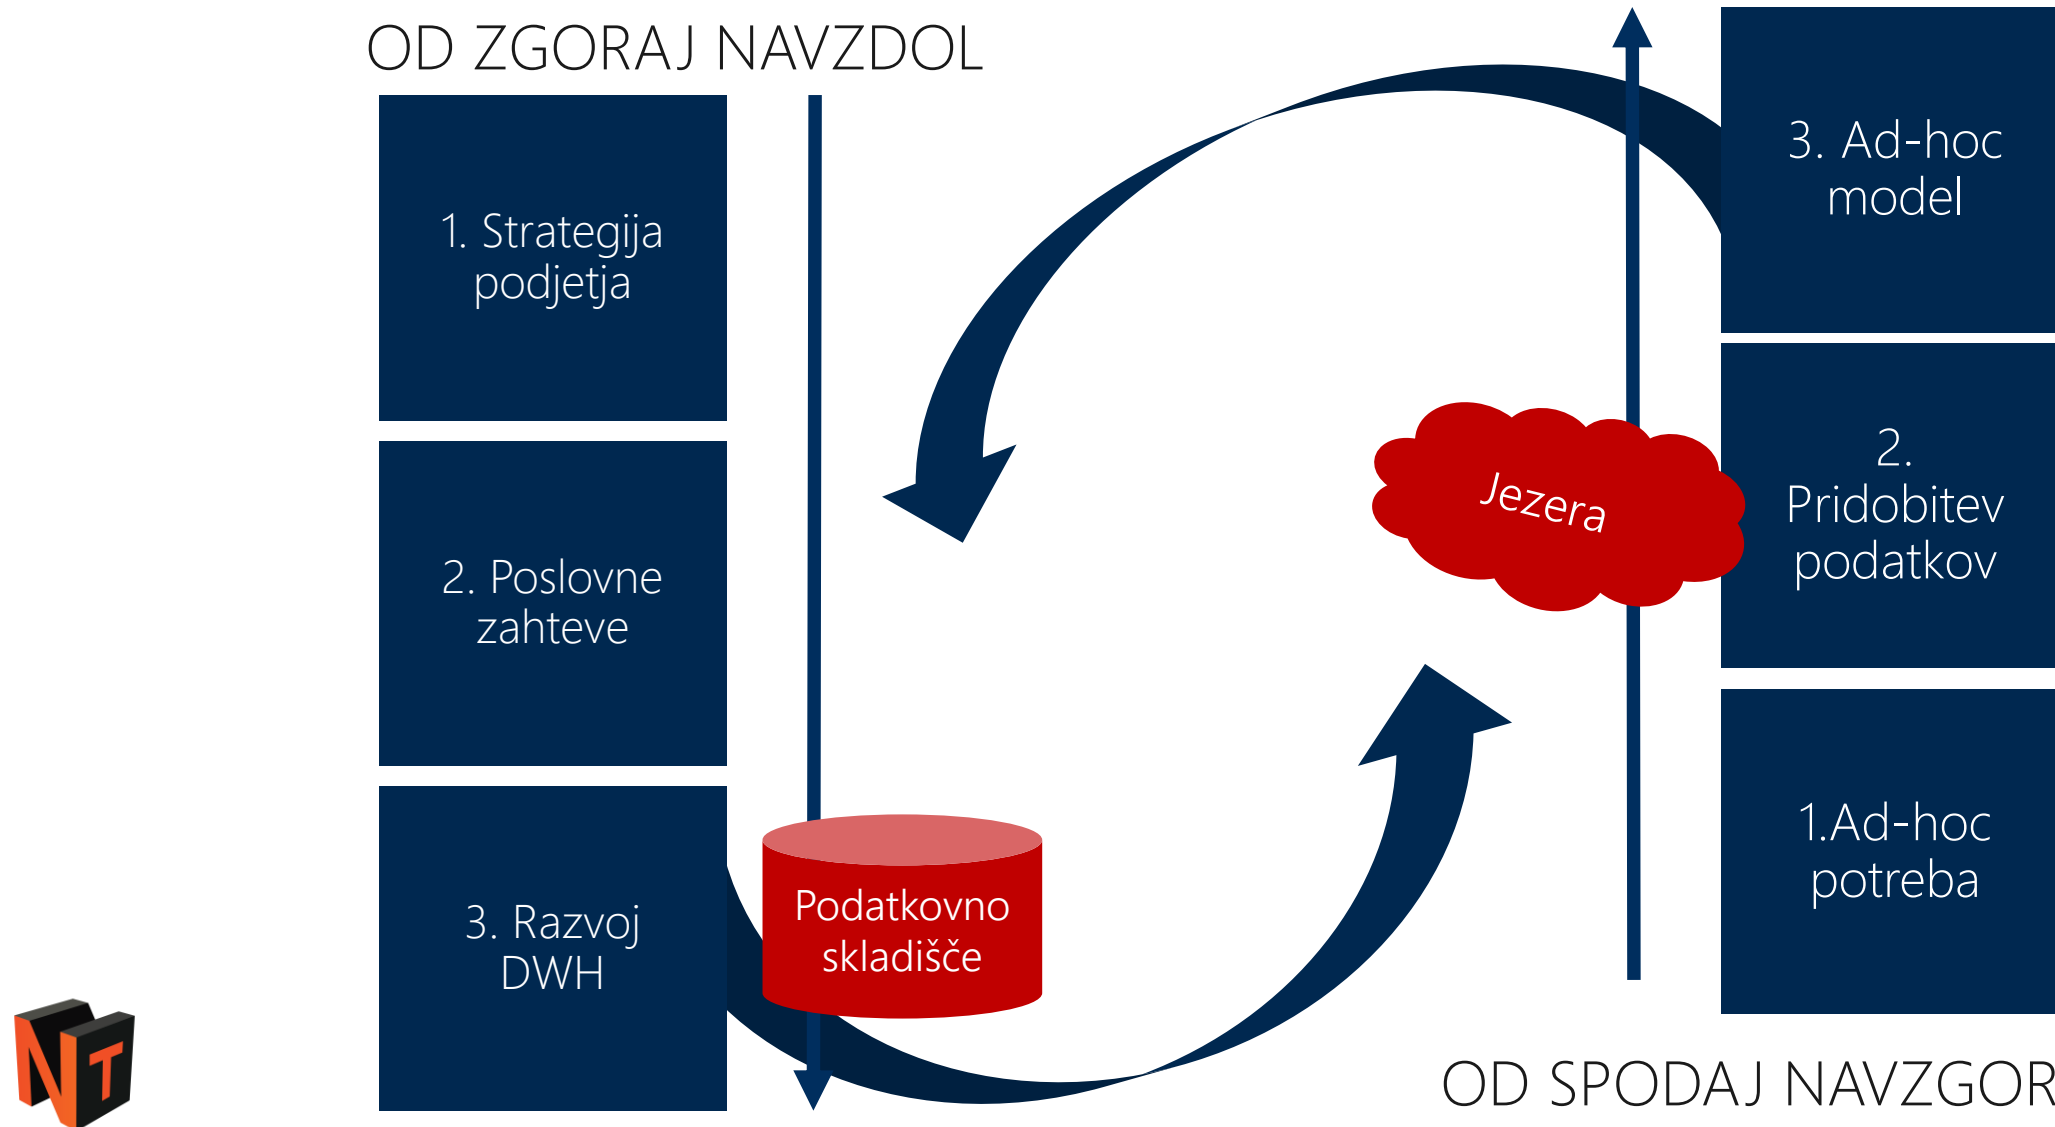 OD ZGORAJ NAVZDOL
1. Strategija
podjetja
2. Poslovne
zahteve
3. Razvoj
DWH
Podatkovno
skladišče
3. Ad-hoc
model
Jezera
2.
Pridobitev
podatkov
1.Ad-hoc
potreba
OD SPODAJ NAVZGOR
NT